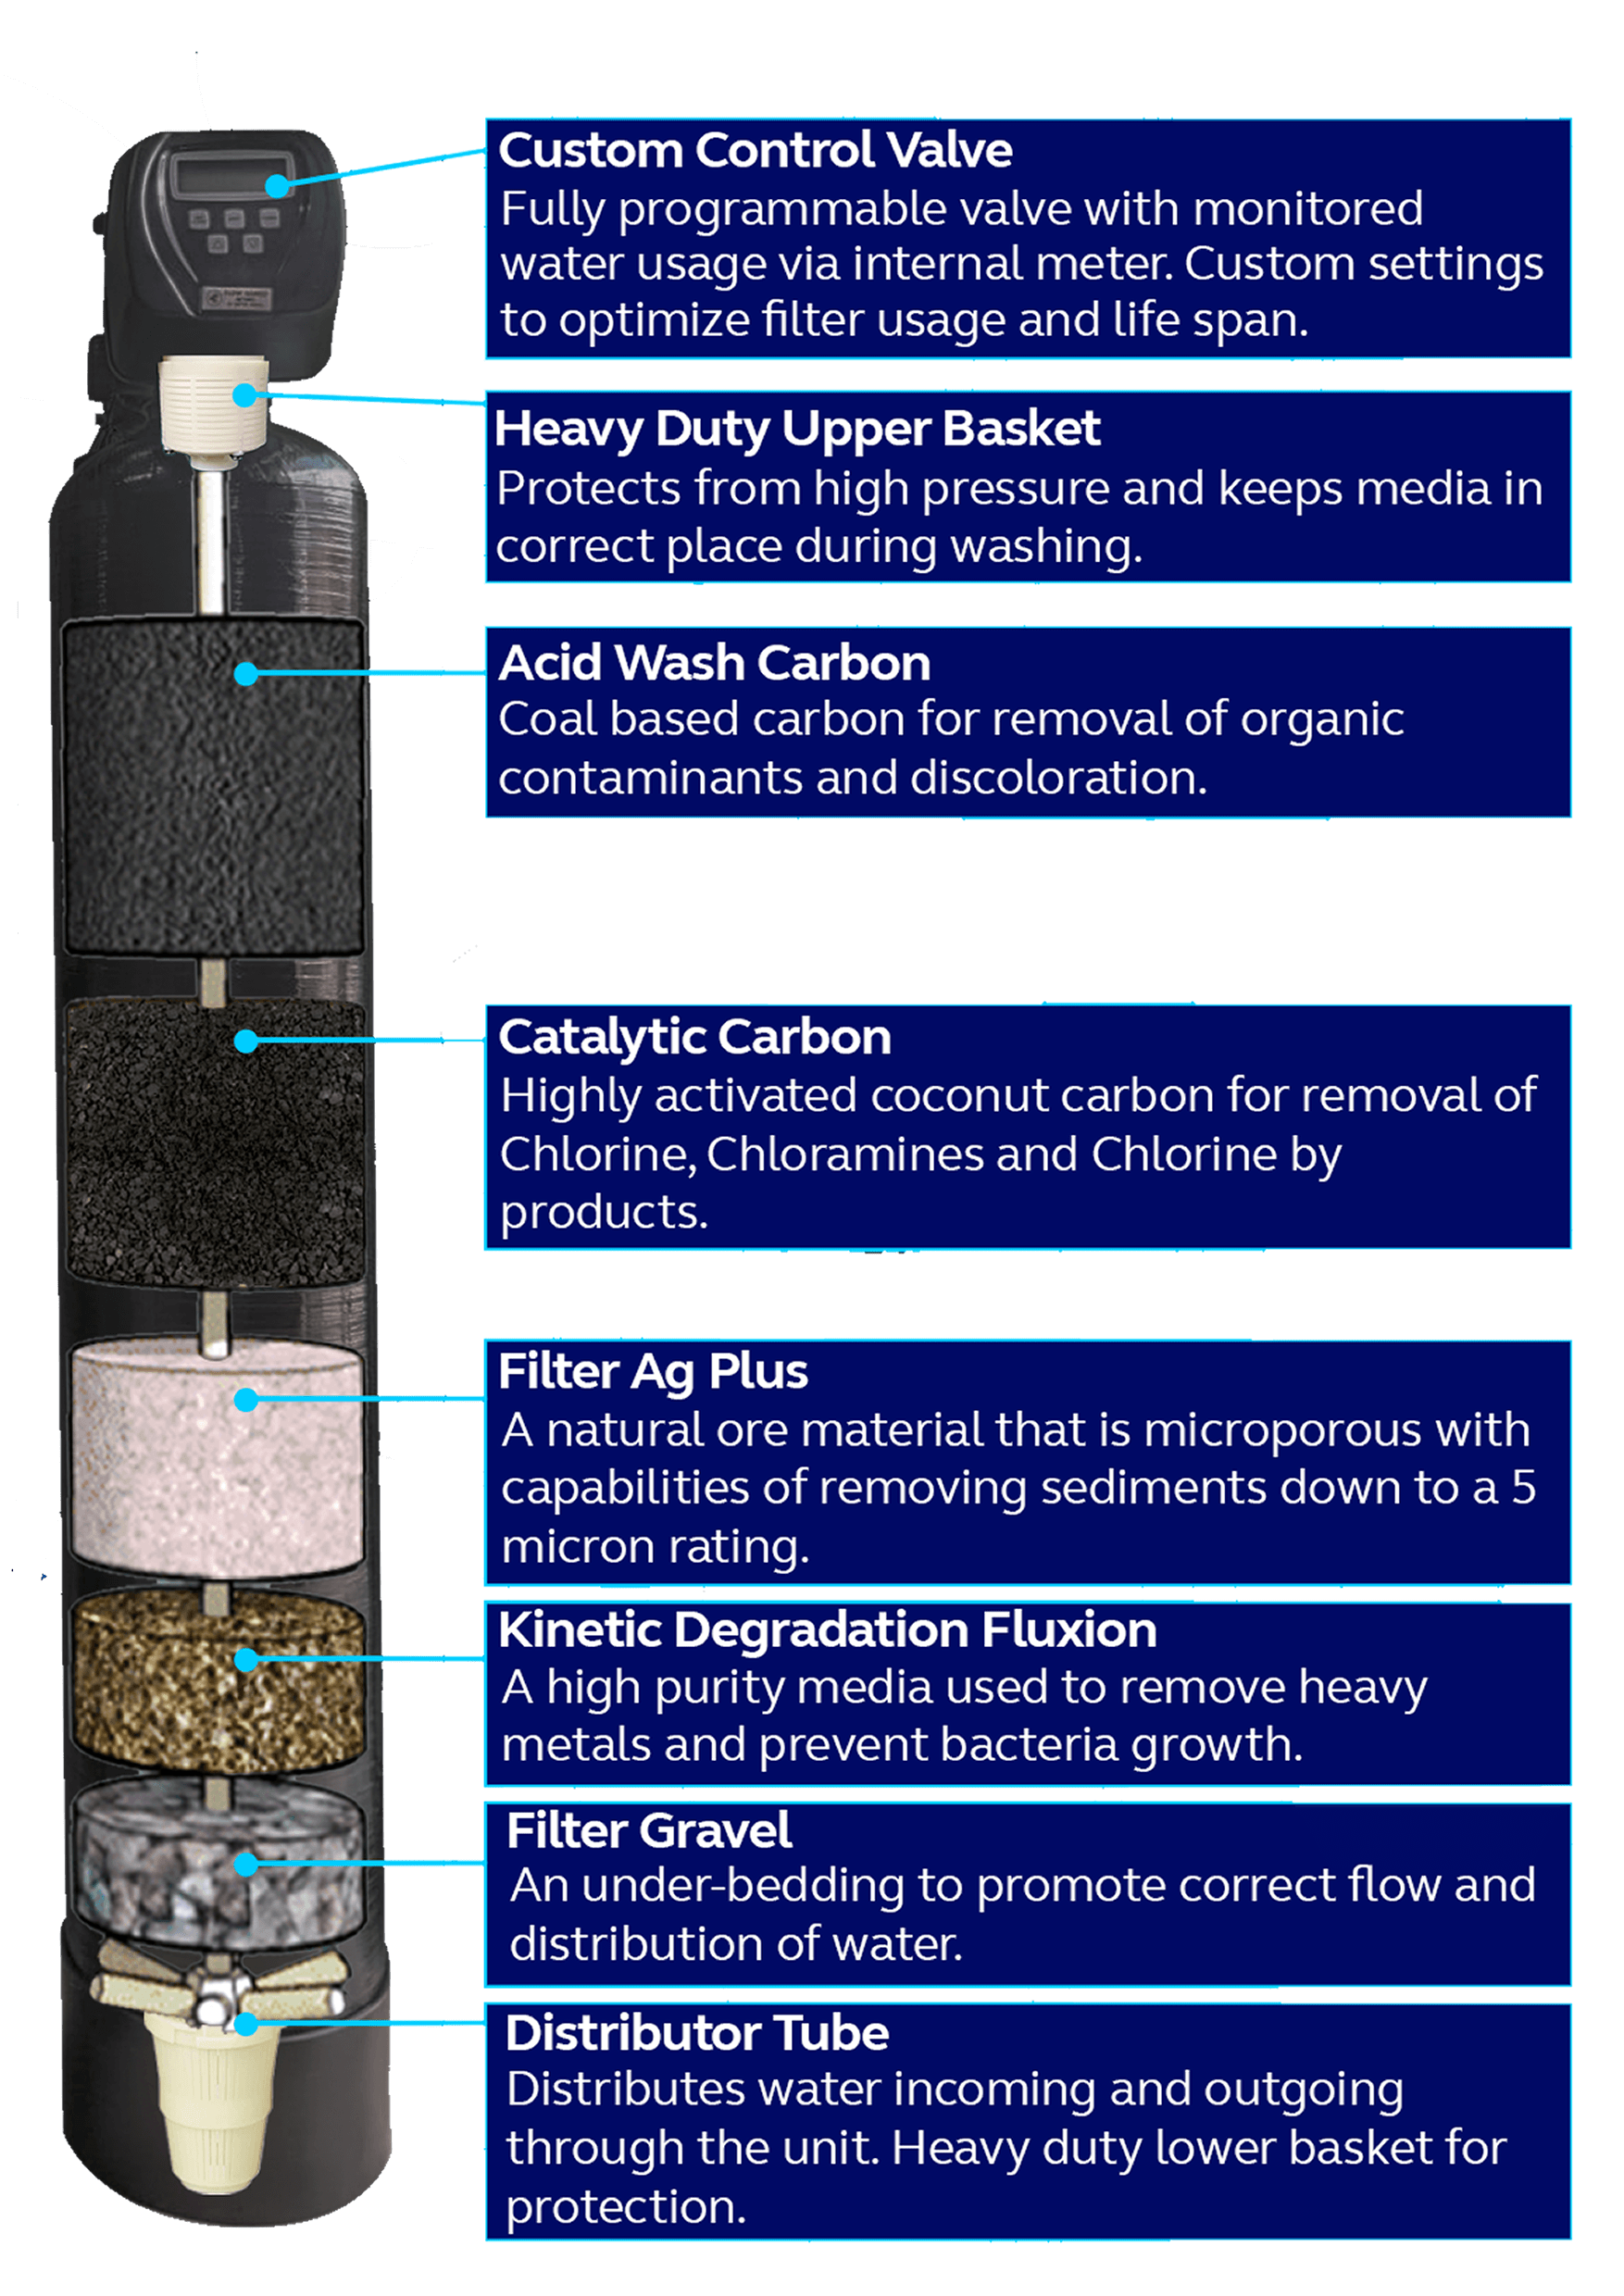 Custom Control Valve
Fully programmable valve with monitored
water usage via internal meter. Custom settings
to optimize filter usage and life span.
Heavy Duty Upper Basket
Protects from high pressure and keeps media in
correct place during washing.
Acid Wash Carbon
Coal based carbon for removal of organic
contaminants and discoloration.
Catalytic Carbon
Highly activated coconut carbon for removal of
Chlorine, Chloramines and Chlorine by
products.
Filter Ag Plus
A natural ore material that is microporous with
capabilities of removing sediments down to a 5
micron rating.
Kinetic Degradation Fluxion
A high purity media used to remove heavy
metals and prevent bacteria growth.
Filter Gravel
An under-bedding to promote correct flow and
distribution of water.
Distributor Tube
Distributes water incoming and outgoing
through the unit. Heavy duty lower basket for
protection.